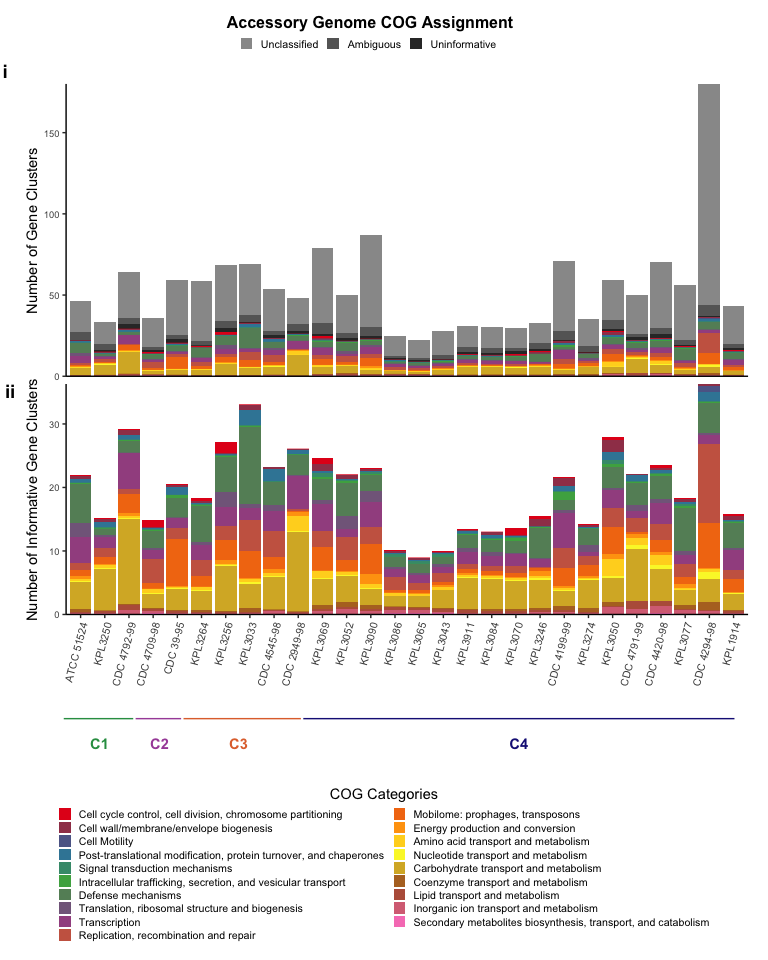 Accessory Genome COG Assignment
Unclassified Ambiguous Uninformative
i
Number of Gene Clusters
150
100
50
0
ii
Number of Informative Gene Clusters
30
20
10
0
ATCC 51524 KPL3250 CDC 4792-99 CDC 4709-98 CDC 39-95 KPL3264 KPL3256 KPL3033 CDC 4545-98 CDC 2949-98 KPL3069 KPL3052 KPL3090 KPL3086 KPL3065 KPL3043 KPL3911 KPL3084 KPL3070 KPL3246 CDC 4199-99 KPL3274 KPL3050 CDC 4791-99 CDC 4420-98 KPL3077 CDC 4294-98 KPL1914
C1 C2 C3 C4
COG Categories
Cell cycle control, cell division, chromosome partitioning
Cell wall/membrane/envelope biogenesis
Cell Motility
Post-translational modification, protein turnover, and chaperones
Signal transduction mechanisms
Intracellular trafficking, secretion, and vesicular transport
Defense mechanisms
Translation, ribosomal structure and biogenesis
Transcription
Replication, recombination and repair
Mobilome: prophages, transposons
Energy production and conversion
Amino acid transport and metabolism
Nucleotide transport and metabolism
Carbohydrate transport and metabolism
Coenzyme transport and metabolism
Lipid transport and metabolism
Inorganic ion transport and metabolism
Secondary metabolites biosynthesis, transport, and catabolism